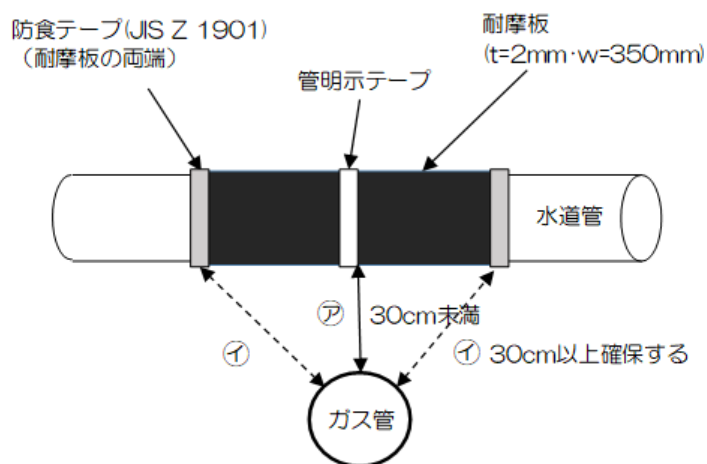 防食テープ(JIS Z 1901)
(耐摩板の両端)
管明示テープ
耐摩板
(t=2mm·w=350mm)
水道管
㋐ 30cm未満
㋑
㋑ 30cm以上確保する
ガス管